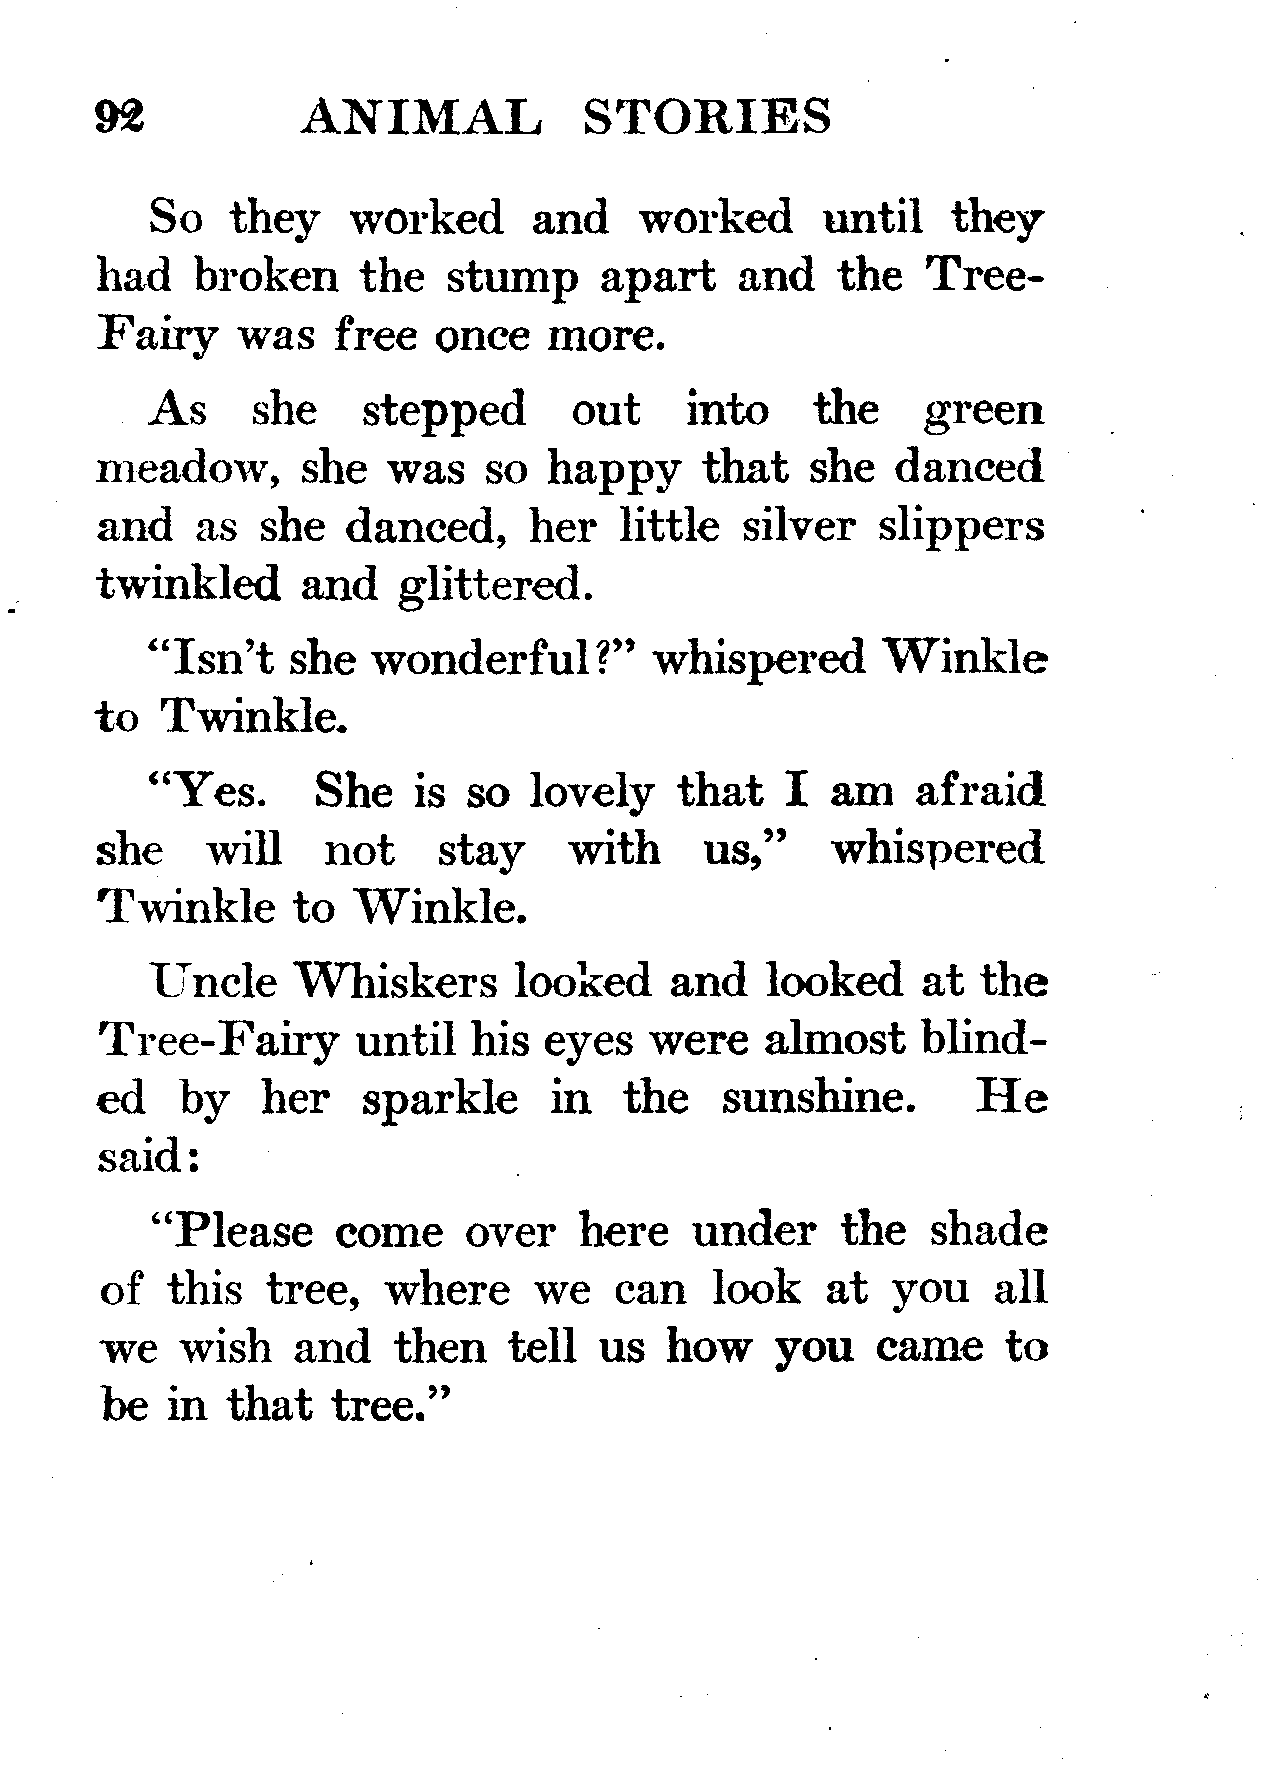 92 ANIMAL STORIES
So they worked and worked until they
had broken the stump apart and the Tree-
Fairy was free once more.
As she stepped out into the green
meadow, she was so happy that she danced
and as she danced, her little silver slippers
twinkled and glittered.
“Isn’t she wonderful?” whispered Winkle
to Twinkle.
“Yes. She is so lovely that I am afraid
she will not stay with us,” whispered
Twinkle to Winkle.
Uncle Whiskers looked and looked at the
Tree-Fairy until his eyes were almost blind-
ed by her sparkle in the sunshine. He
said:
“Please come over here under the shade
of this tree, where we can look at you all
we wish and then tell us how you came to
be in that tree.”